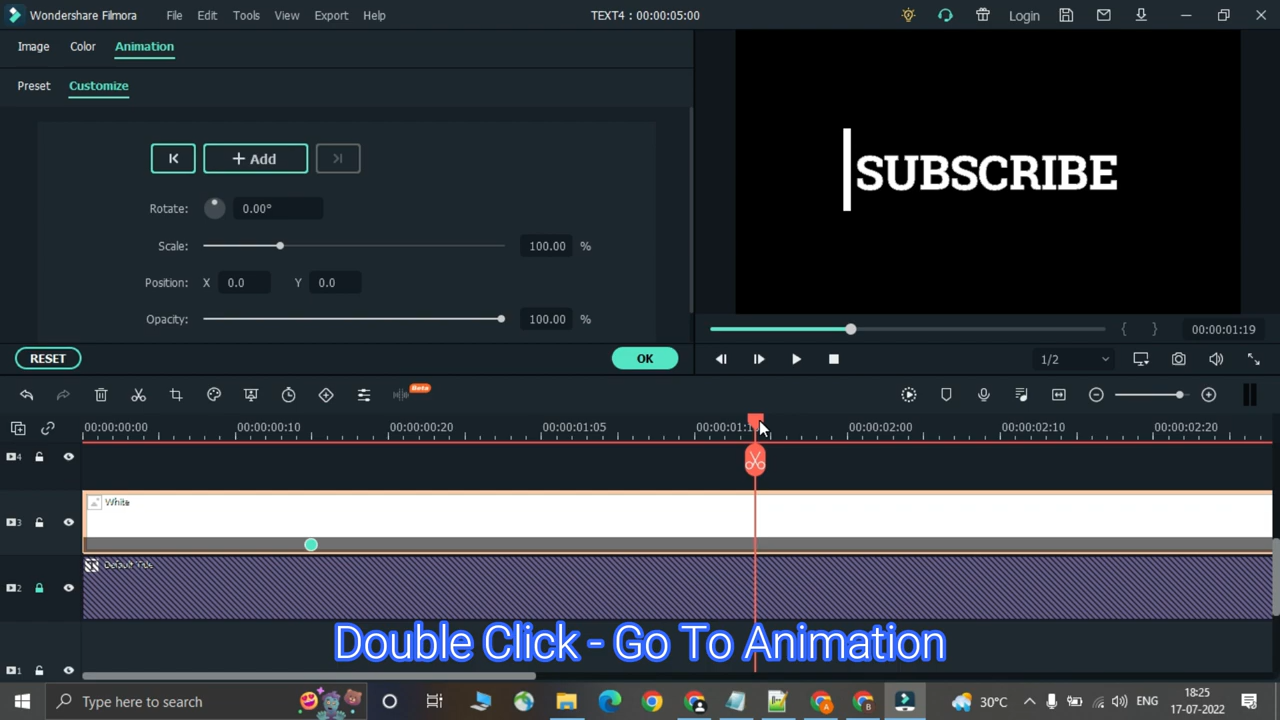 Wondershare Filmora File Edit Tools View Export Help TEXT4 : 00:00:05:00 Login
Image Color Animation
Preset Customize
SUBSCRIBE
+ Add
Rotate: 0.00°
Scale: 100.00 %
Position: X 0.0 Y 0.0
Opacity: 100.00 %
00:00:01:19
RESET OK
1/2
Beta
00:00:00:00 00:00:00:10 00:00:00:20 00:00:01:05 00:00:02:00 00:00:02:10 00:00:02:20
4
White
3
Default Title
2
Double Click - Go To Animation
1
Type here to search
30°C
ENG
18:25
17-07-2022